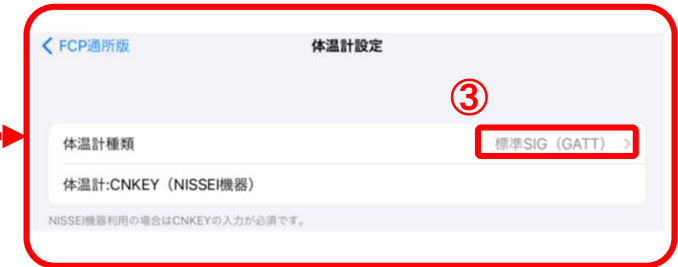 FCP通所版
体温計設定
③
体温計種類
標準SIG（GATT）
体温計:CNKEY（NISSEI機器）
NISSEI機器利用の場合はCNKEYの入力が必須です。